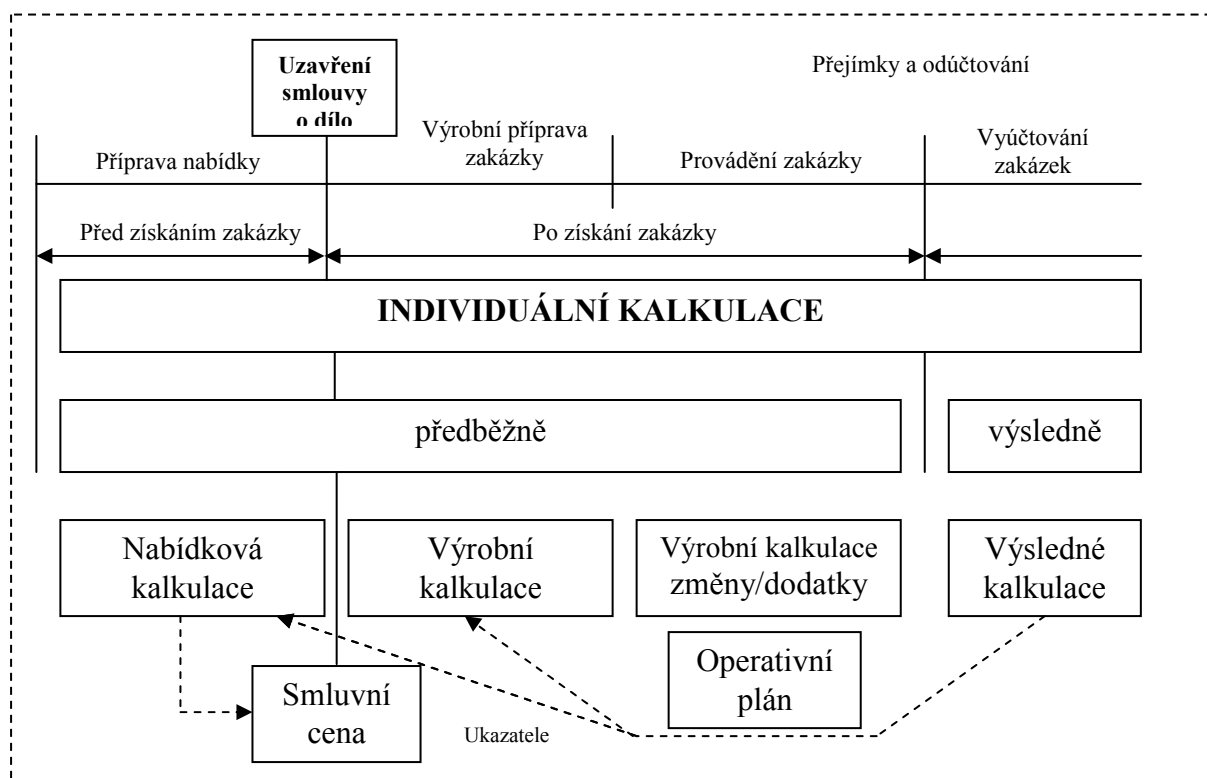 Uzavření
smlouvy
o dílo
Přejímky a odúčtování
Příprava nabídky
Výrobní příprava
zakázky
Provádění zakázky
Vyúčtování
zakázek
Před získáním zakázky
Po získání zakázky
INDIVIDUÁLNÍ KALKULACE
předběžně
výsledně
Nabídková
kalkulace
Výrobní
kalkulace
Výrobní kalkulace
změny/dodatky
Výsledné
kalkulace
Operativní
plán
Smluvní
cena
Ukazatele